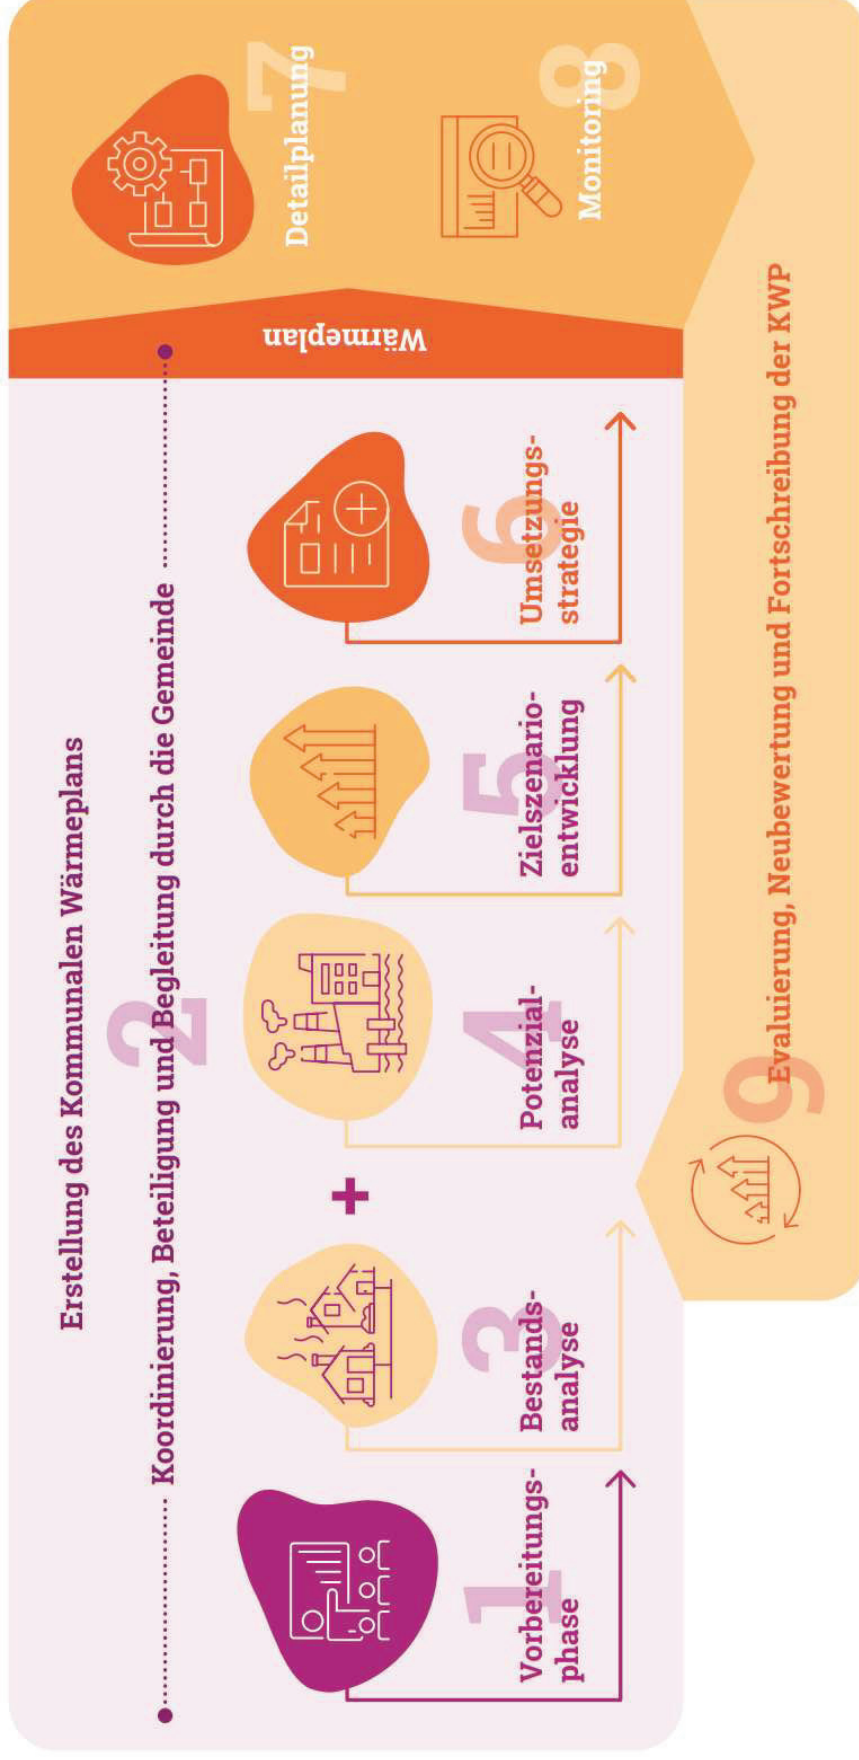 Erstellung des Kommunalen Wärmeplans
2
Koordinierung, Beteiligung und Begleitung durch die Gemeinde
1
Vorbereitungs-
phase
3
Bestands-
analyse
+
4
Potenzial-
analyse
5
Zielszenario-
entwicklung
6
Umsetzungs-
strategie
Wärmeplan
7
Detailplanung
8
Monitoring
9
Evaluierung, Neubewertung und Fortschreibung der KWP